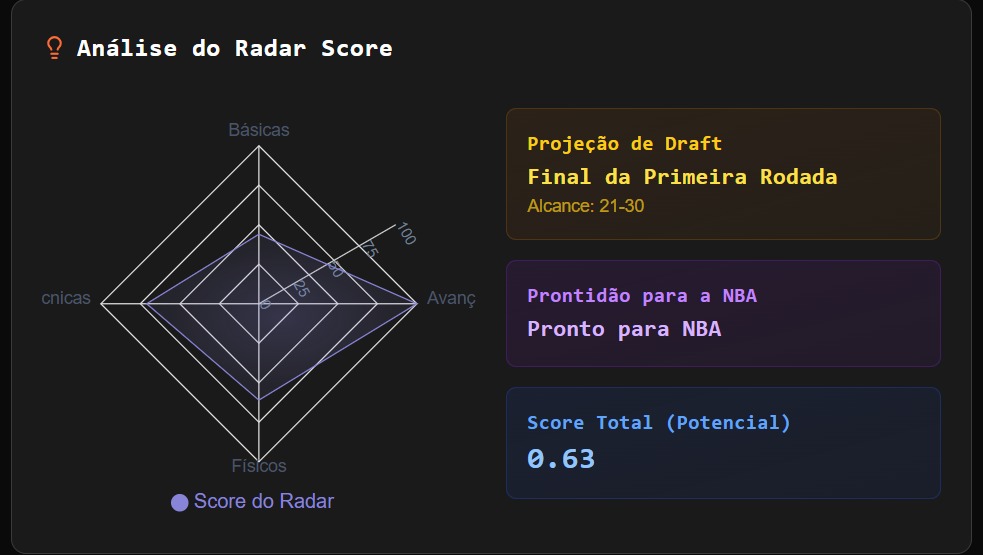 Análise do Radar Score
Básicas
100
75
50
25
0
cnicas
Avanç
Físicos
Score do Radar
Projeção de Draft
Final da Primeira Rodada
Alcance: 21-30
Prontidão para a NBA
Pronto para NBA
Score Total (Potencial)
0.63